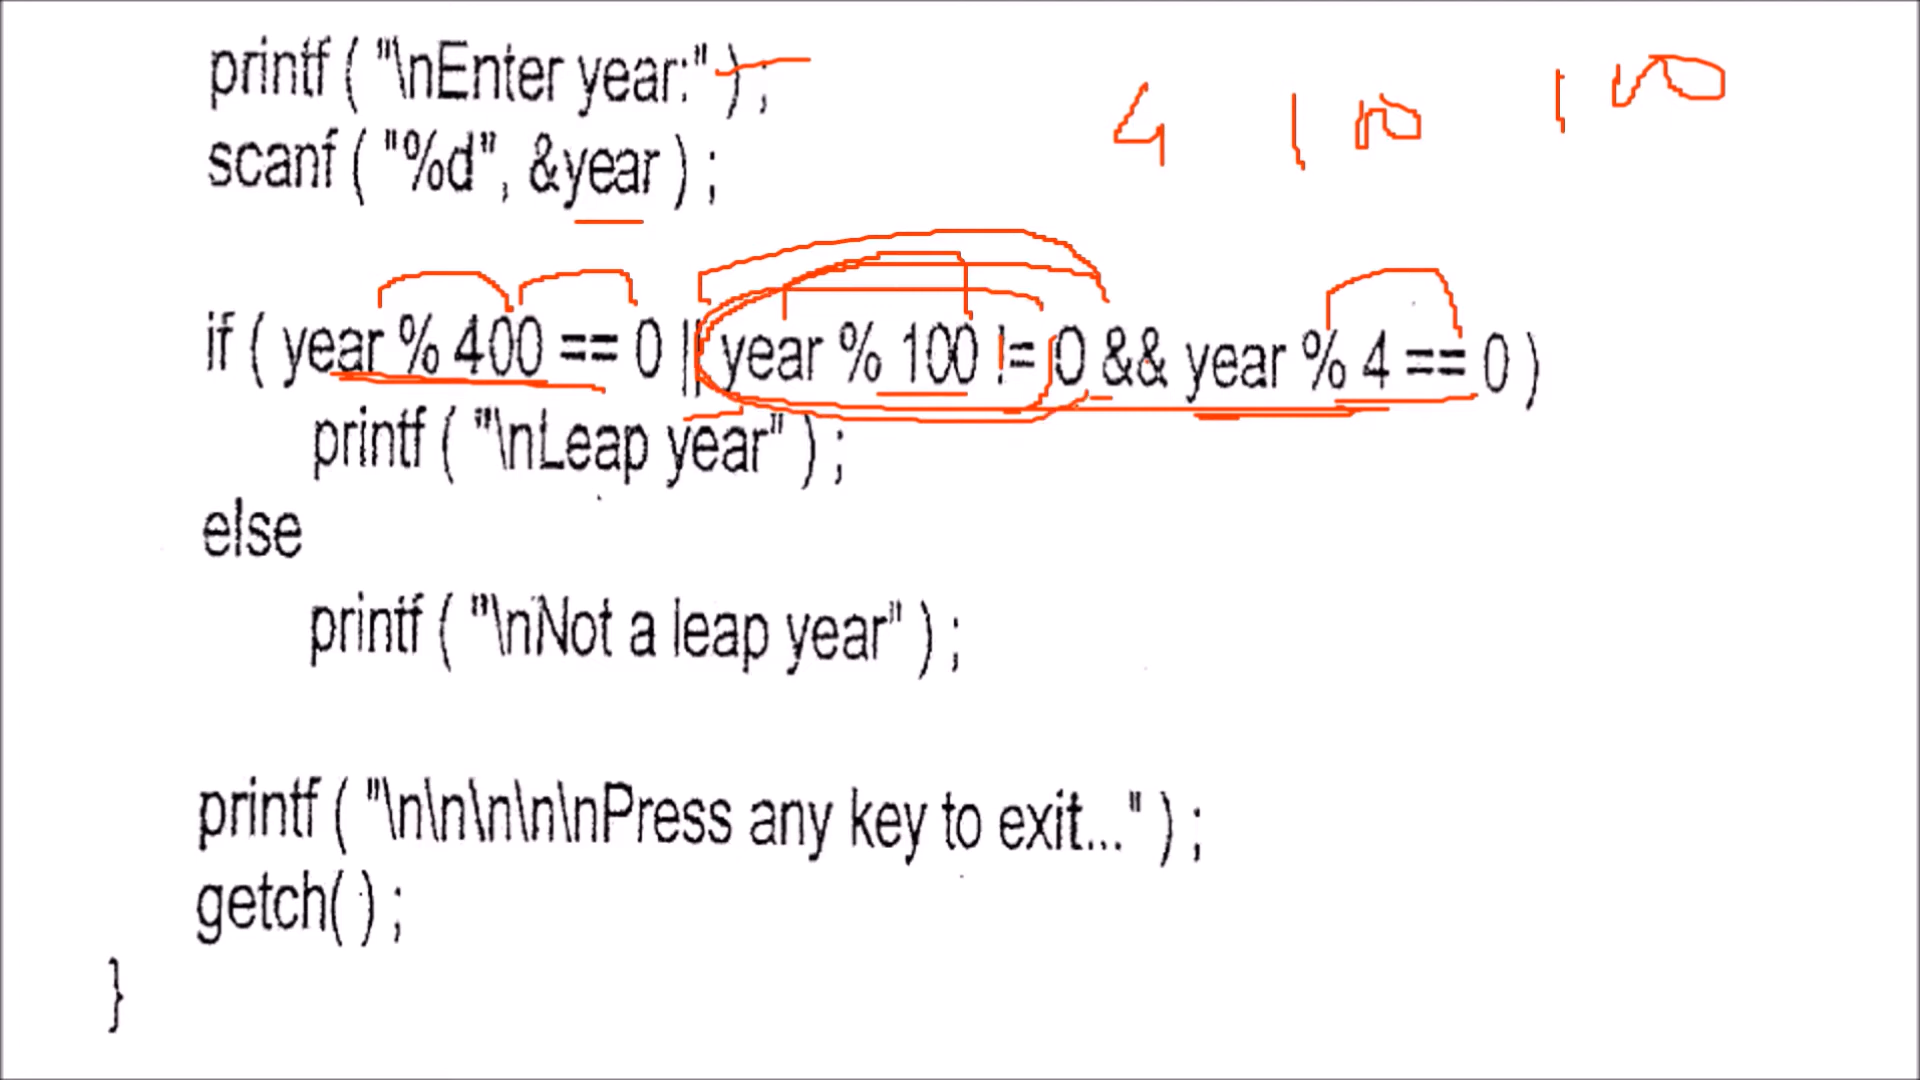 printf ( "\nEnter year:" ) ;
4 100 100
scanf ( "%d", &year ) ;
if ( year % 400 == 0 || year % 100 != 0 && year % 4 == 0 )
printf ( "\nLeap year" ) ;
else
printf ( "\nNot a leap year" ) ;
printf ( "\n\n\n\n\nPress any key to exit..." ) ;
getch( ) ;
}